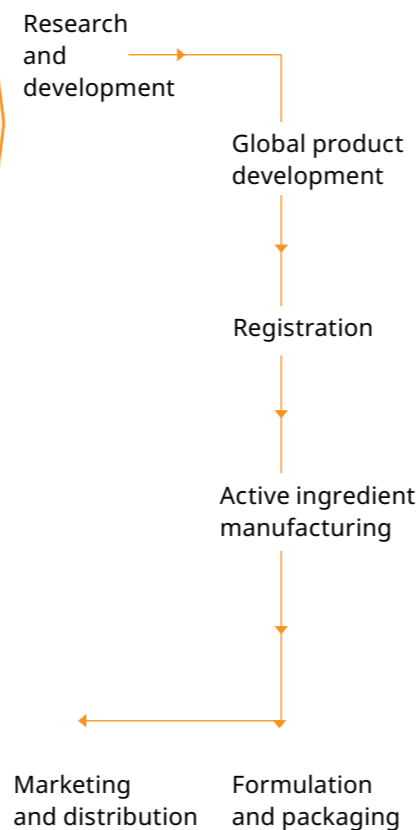 Research
and
development
Global product
development
Registration
Active ingredient
manufacturing
Marketing
and distribution
Formulation
and packaging